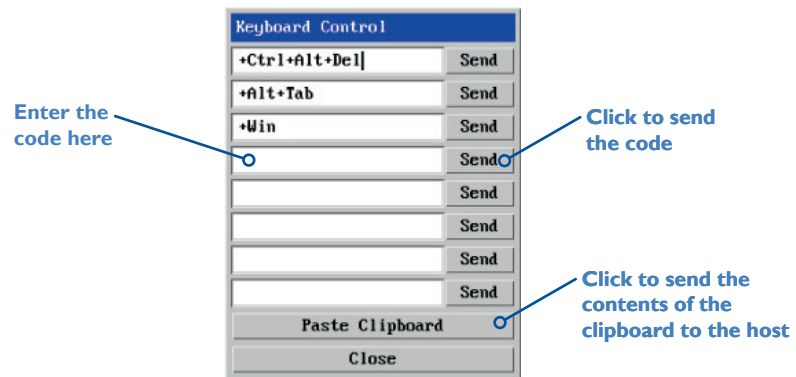 Keyboard Control
+Ctrl+Alt+Del Send
+Alt+Tab Send
+Win Send
Send
Send
Send
Send
Send
Paste Clipboard
Close
Enter the
code here
Click to send
the code
Click to send the
contents of the
clipboard to the host